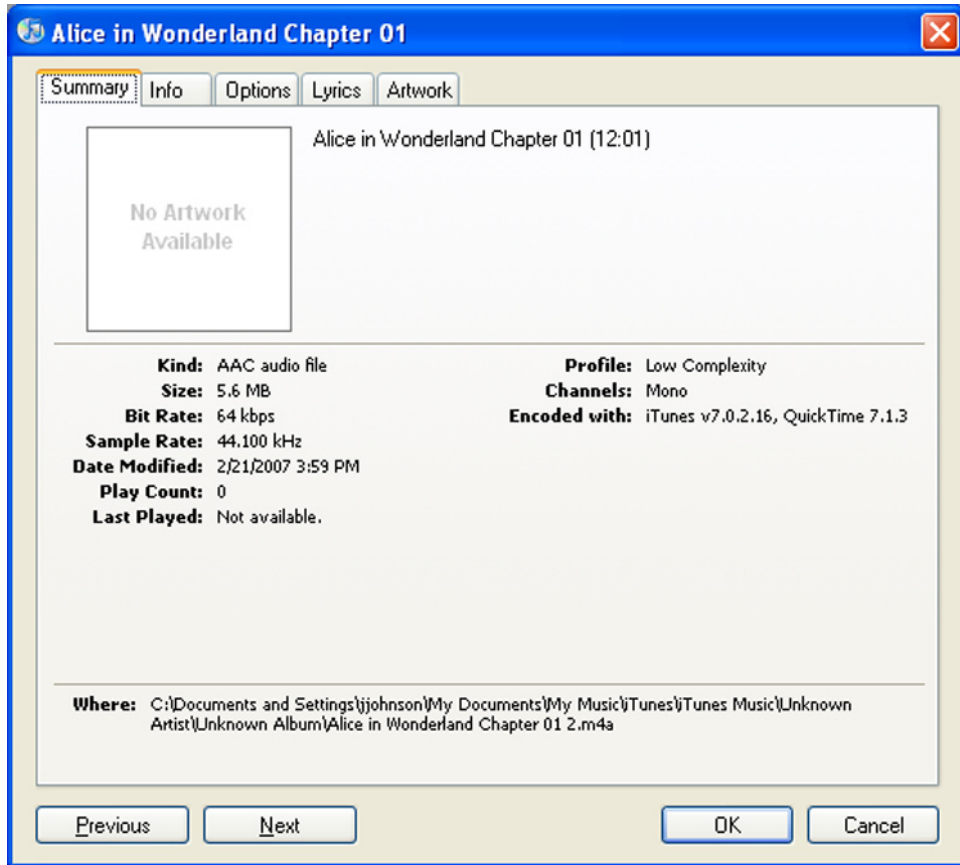 Alice in Wonderland Chapter 01
Summary Info Options Lyrics Artwork
No Artwork
Available
Alice in Wonderland Chapter 01 (12:01)
Kind: AAC audio file
Size: 5.6 MB
Bit Rate: 64 kbps
Sample Rate: 44.100 kHz
Date Modified: 2/21/2007 3:59 PM
Play Count: 0
Last Played: Not available.
Profile: Low Complexity
Channels: Mono
Encoded with: iTunes v7.0.2.16, QuickTime 7.1.3
Where: C:\Documents and Settings\jjohnson\My Documents\My Music\iTunes\iTunes Music\Unknown
Artist\Unknown Album\Alice in Wonderland Chapter 01 2.m4a
Previous Next OK Cancel